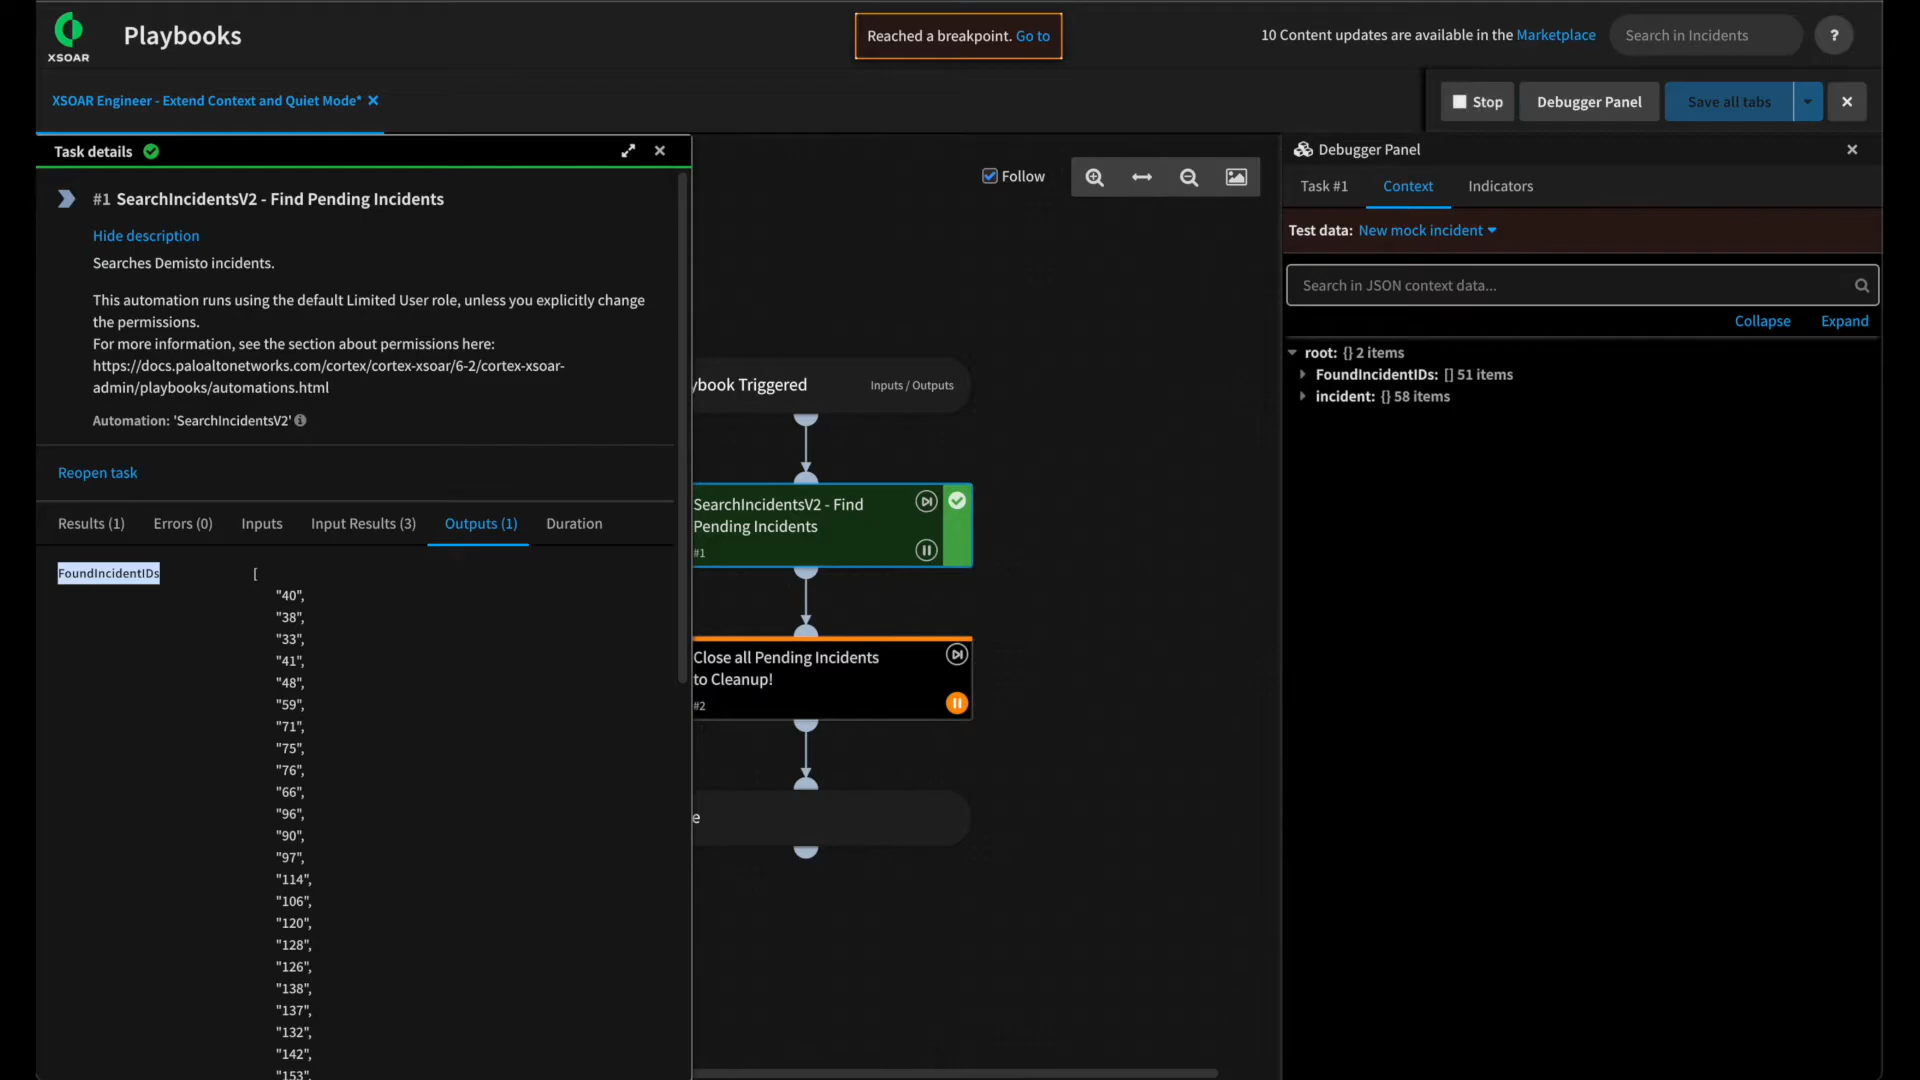 XSOAR
Playbooks
Reached a breakpoint. Go to
10 Content updates are available in the Marketplace
Search in Incidents
?
XSOAR Engineer - Extend Context and Quiet Mode*
Stop
Debugger Panel
Save all tabs
Task details
#1 SearchIncidentsV2 - Find Pending Incidents
Hide description
Searches Demisto incidents.
This automation runs using the default Limited User role, unless you explicitly change
the permissions.
For more information, see the section about permissions here:
https://docs.paloaltonetworks.com/cortex/cortex-xsoar/6-2/cortex-xsoar-
admin/playbooks/automations.html
Automation: 'SearchIncidentsV2'
Reopen task
Results (1)
Errors (0)
Inputs
Input Results (3)
Outputs (1)
Duration
FoundIncidentIDs
[
"40",
"38",
"33",
"41",
"48",
"59",
"71",
"75",
"76",
"66",
"96",
"90",
"97",
"114",
"106",
"120",
"128",
"126",
"138",
"137",
"132",
"142",
"153",
Follow
ybook Triggered
Inputs / Outputs
SearchIncidentsV2 - Find
Pending Incidents
#1
Close all Pending Incidents
to Cleanup!
#2
e
Debugger Panel
Task #1
Context
Indicators
Test data: New mock incident
Search in JSON context data...
Collapse
Expand
root: {} 2 items
FoundIncidentIDs: [] 51 items
incident: {} 58 items